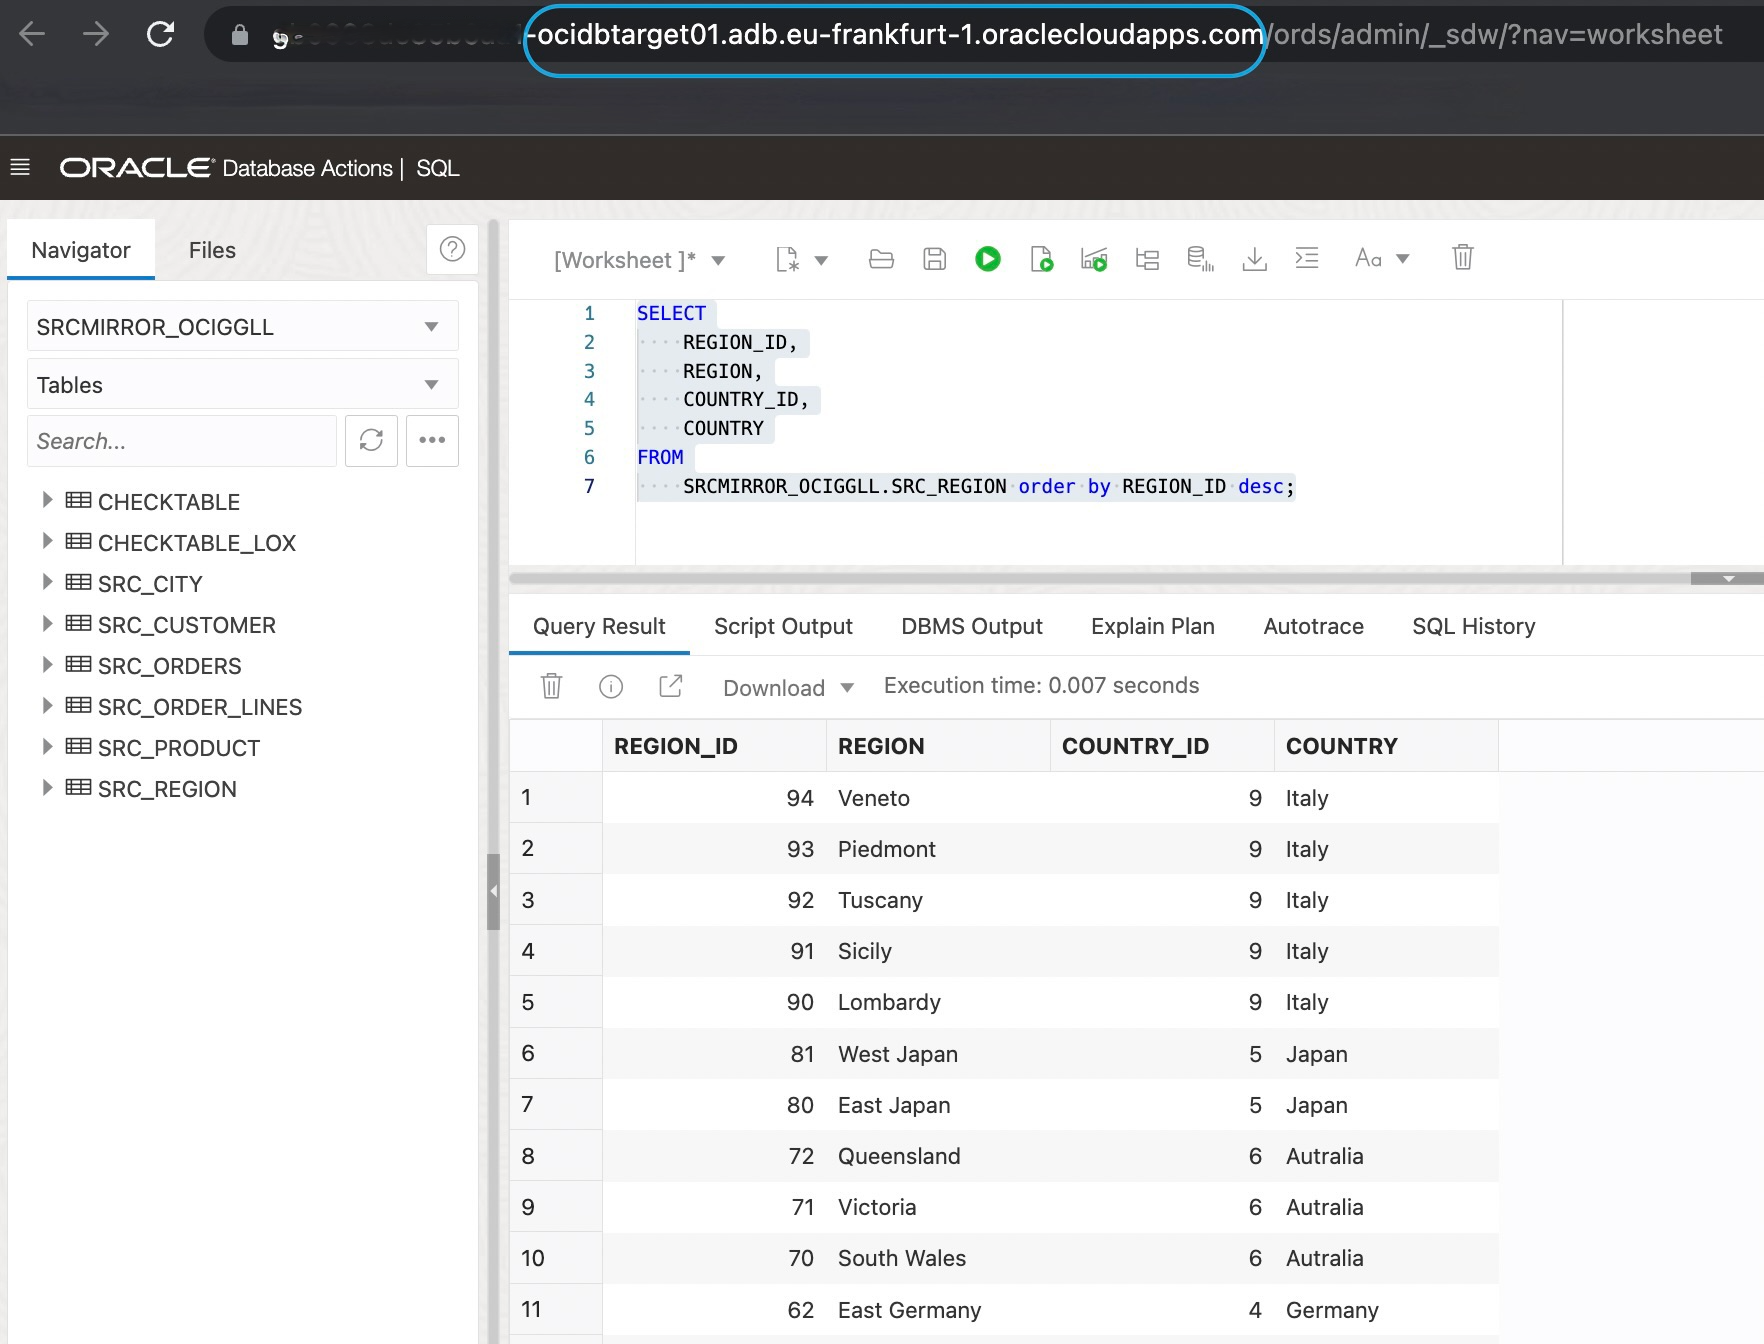 -ocidbtarget01.adb.eu-frankfurt-1.oraclecloudapps.com/ords/admin/_sdw/?nav=worksheet
ORACLE Database Actions | SQL
Navigator Files
SRCMIRROR_OCIGGLL
Tables
Search...
CHECKTABLE
CHECKTABLE_LOX
SRC_CITY
SRC_CUSTOMER
SRC_ORDERS
SRC_ORDER_LINES
SRC_PRODUCT
SRC_REGION
[Worksheet ]* Aa
1 SELECT
2 REGION_ID,
3 REGION,
4 COUNTRY_ID,
5 COUNTRY
6 FROM
7 SRCMIRROR_OCIGGLL.SRC_REGION order by REGION_ID desc;
Query Result Script Output DBMS Output Explain Plan Autotrace SQL History
Download Execution time: 0.007 seconds
REGION_ID REGION COUNTRY_ID COUNTRY
1 94 Veneto 9 Italy
2 93 Piedmont 9 Italy
3 92 Tuscany 9 Italy
4 91 Sicily 9 Italy
5 90 Lombardy 9 Italy
6 81 West Japan 5 Japan
7 80 East Japan 5 Japan
8 72 Queensland 6 Autralia
9 71 Victoria 6 Autralia
10 70 South Wales 6 Autralia
11 62 East Germany 4 Germany